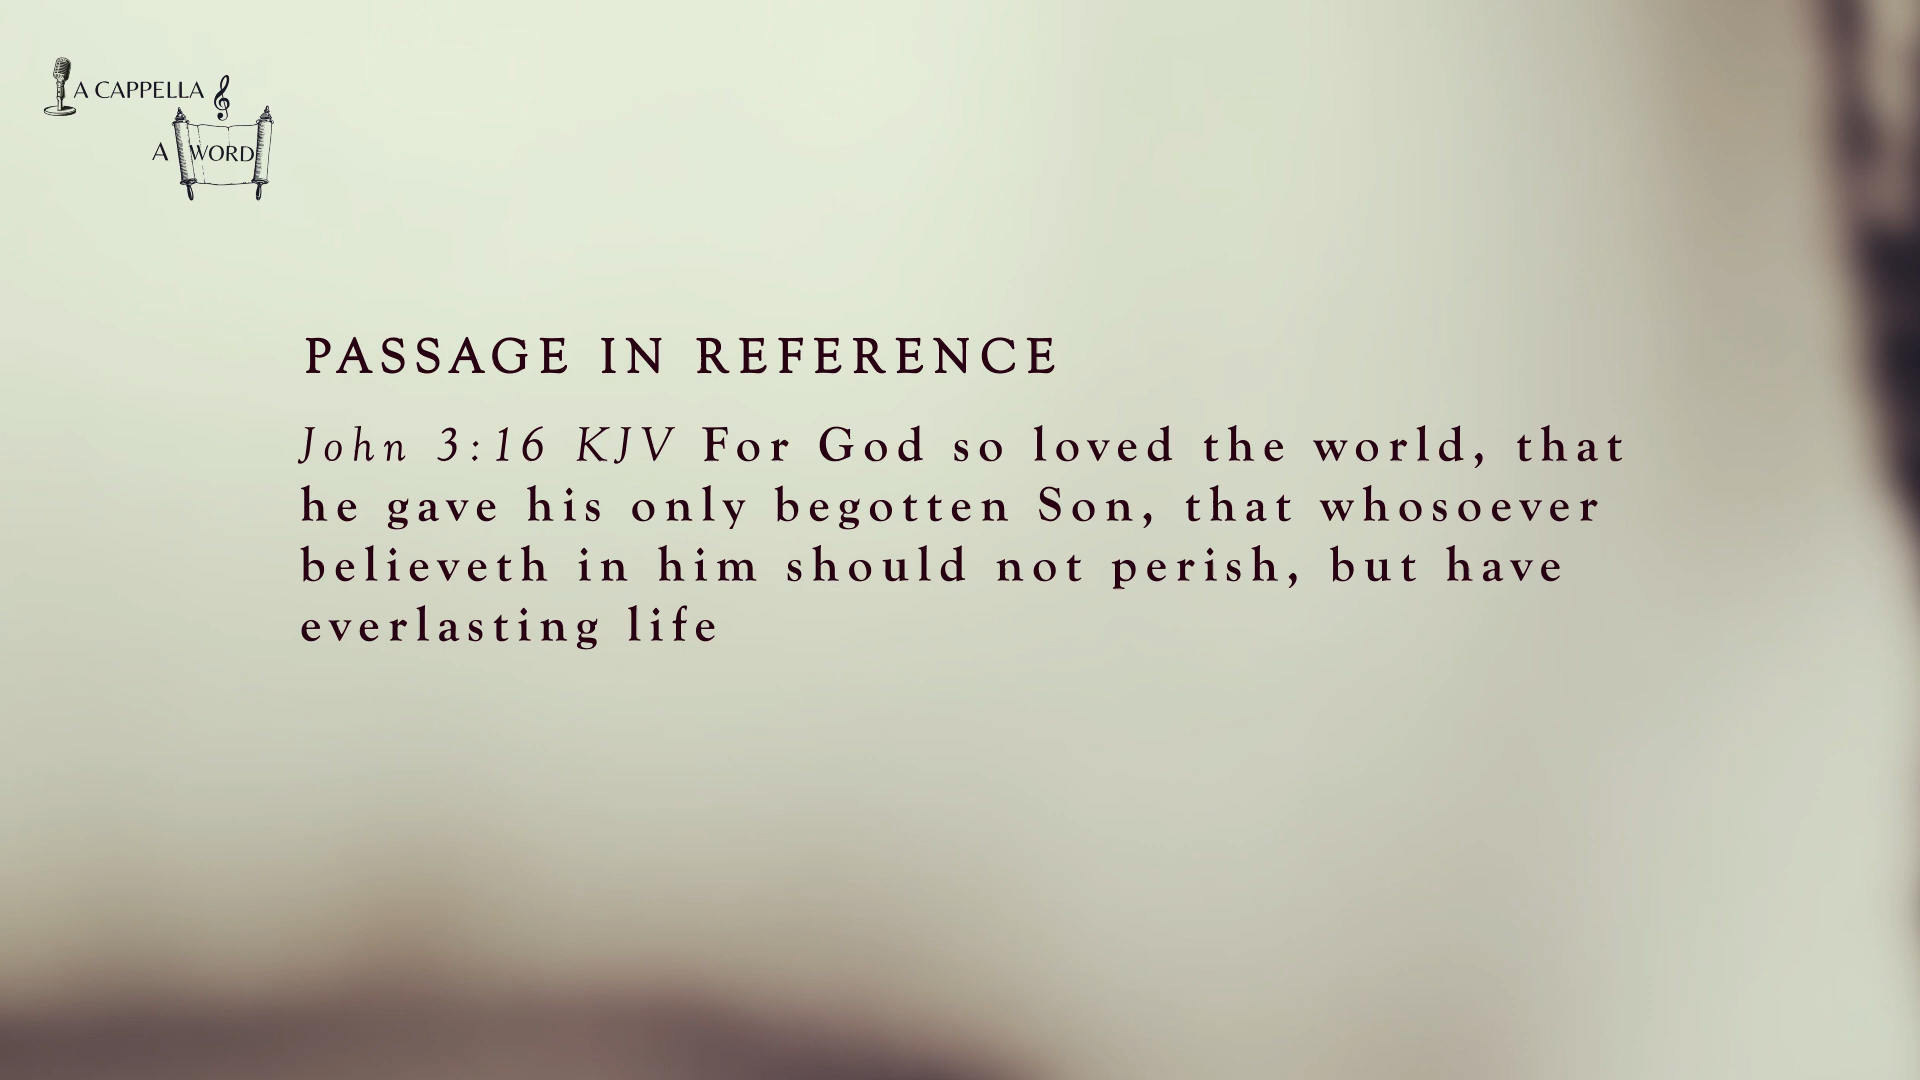 A CAPPELLA
A WORD
PASSAGE IN REFERENCE
John 3:16 KJV For God so loved the world, that
he gave his only begotten Son, that whosoever
believeth in him should not perish, but have
everlasting life